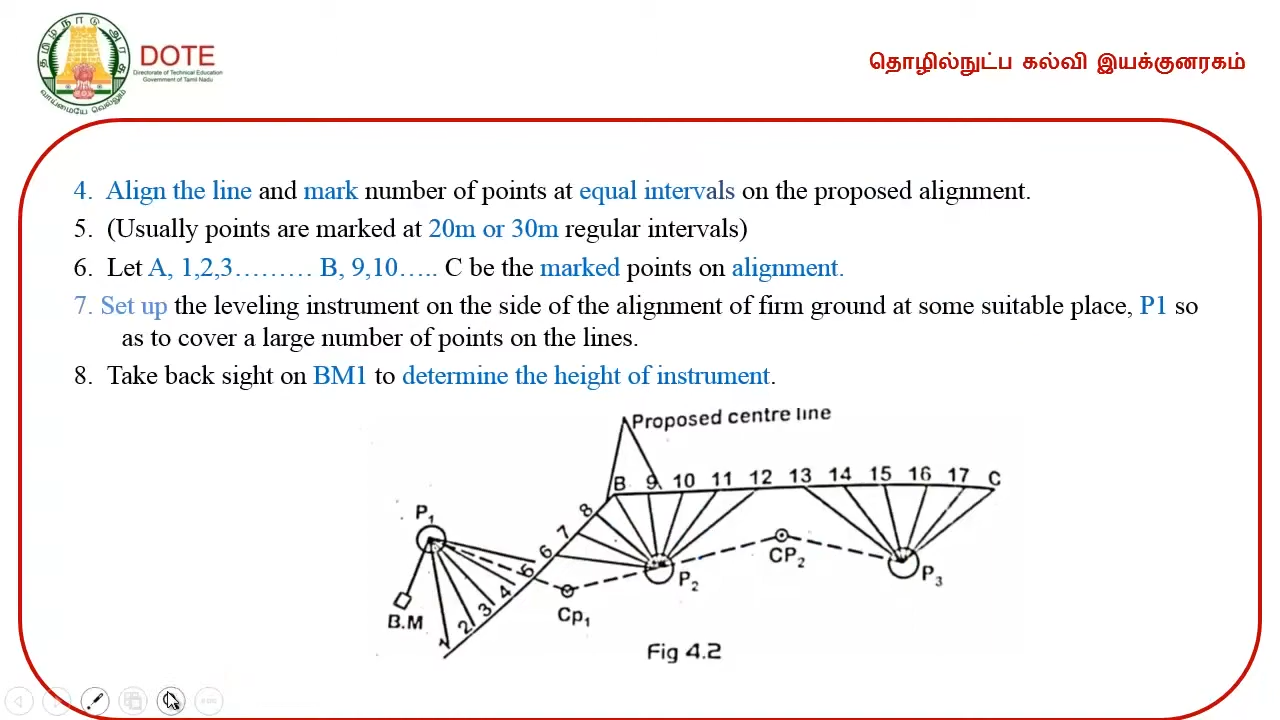 தமிழ்நாடு அரசு
வாய்மையே வெல்லும்
DOTE
Directorate of Technical Education
Government of Tamil Nadu
தொழில்நுட்ப கல்வி இயக்குனரகம்
4. Align the line and mark number of points at equal intervals on the proposed alignment.
5. (Usually points are marked at 20m or 30m regular intervals)
6. Let A, 1,2,3……… B, 9,10….. C be the marked points on alignment.
7. Set up the leveling instrument on the side of the alignment of firm ground at some suitable place, P1 so
as to cover a large number of points on the lines.
8. Take back sight on BM1 to determine the height of instrument.
Proposed centre line
B 9 10 11 12 13 14 15 16 17 C
P1
1 2 3 4 5 6 7 8
CP2
P2
P3
B.M
Cp1
Fig 4.2